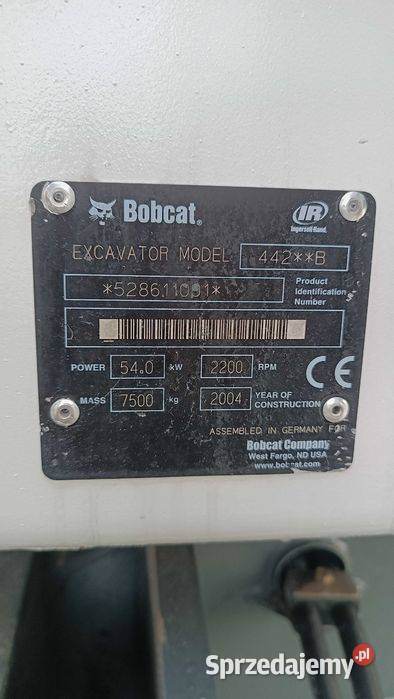 Bobcat®
IR
Ingersoll-Rand
EXCAVATOR MODEL 442**B
*528611091* Product Identification Number
POWER 54.0 kW 2200 RPM
MASS 7500 kg 2004 YEAR OF CONSTRUCTION
CE
ASSEMBLED IN GERMANY FOR
Bobcat Company
West Fargo, ND USA
www.bobcat.com
Sprzedajemy.pl